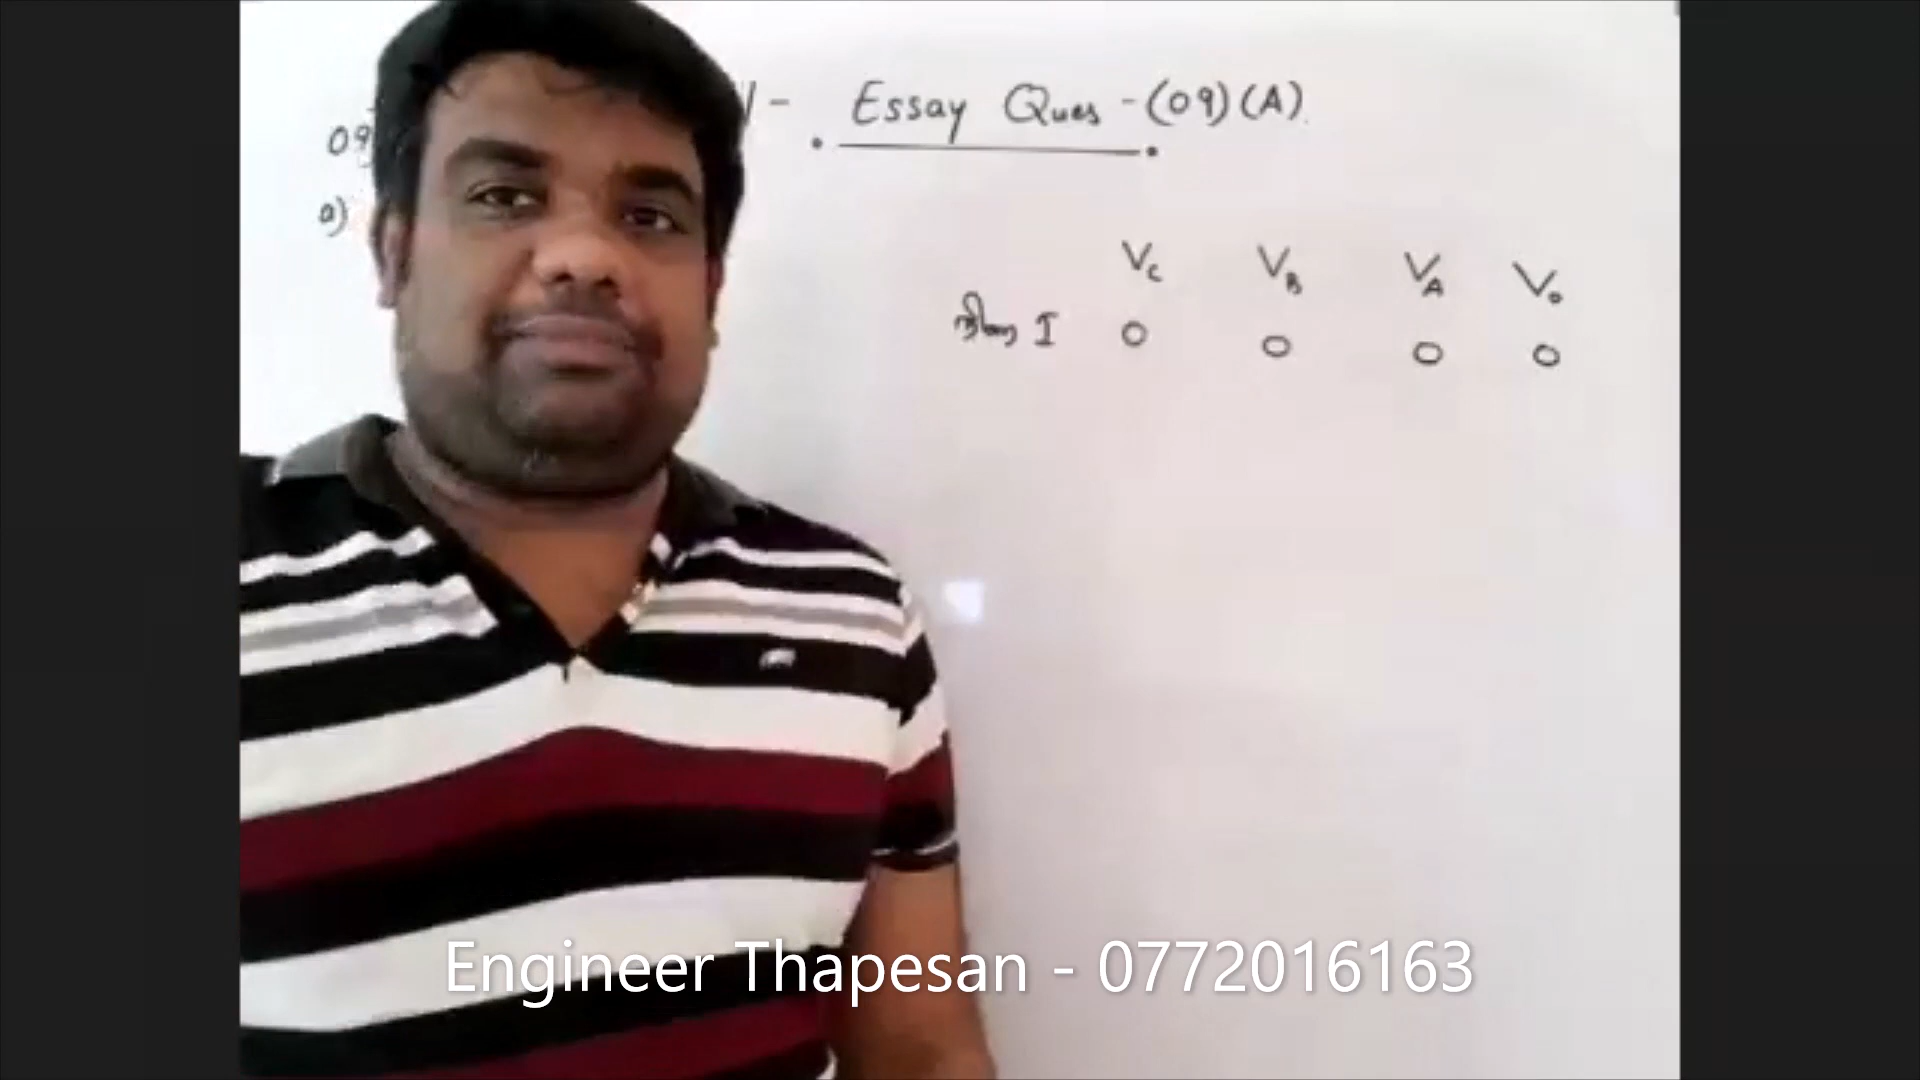 - Essay Ques - (09) (A).
09
a)
V_C V_B V_A V_0
நிலை I 0 0 0 0
Engineer Thapesan - 0772016163